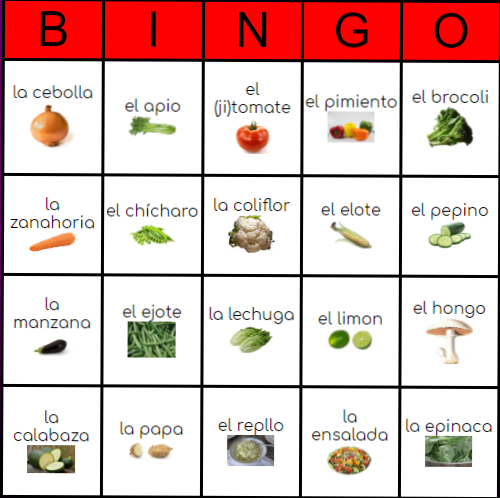 B I N G O
la cebolla
el apio
el
(ji)tomate
el pimiento
el brocoli
la
zanahoria
el chícharo
la coliflor
el elote
el pepino
la
manzana
el ejote
la lechuga
el limon
el hongo
la
calabaza
la papa
el repllo
la
ensalada
la epinaca